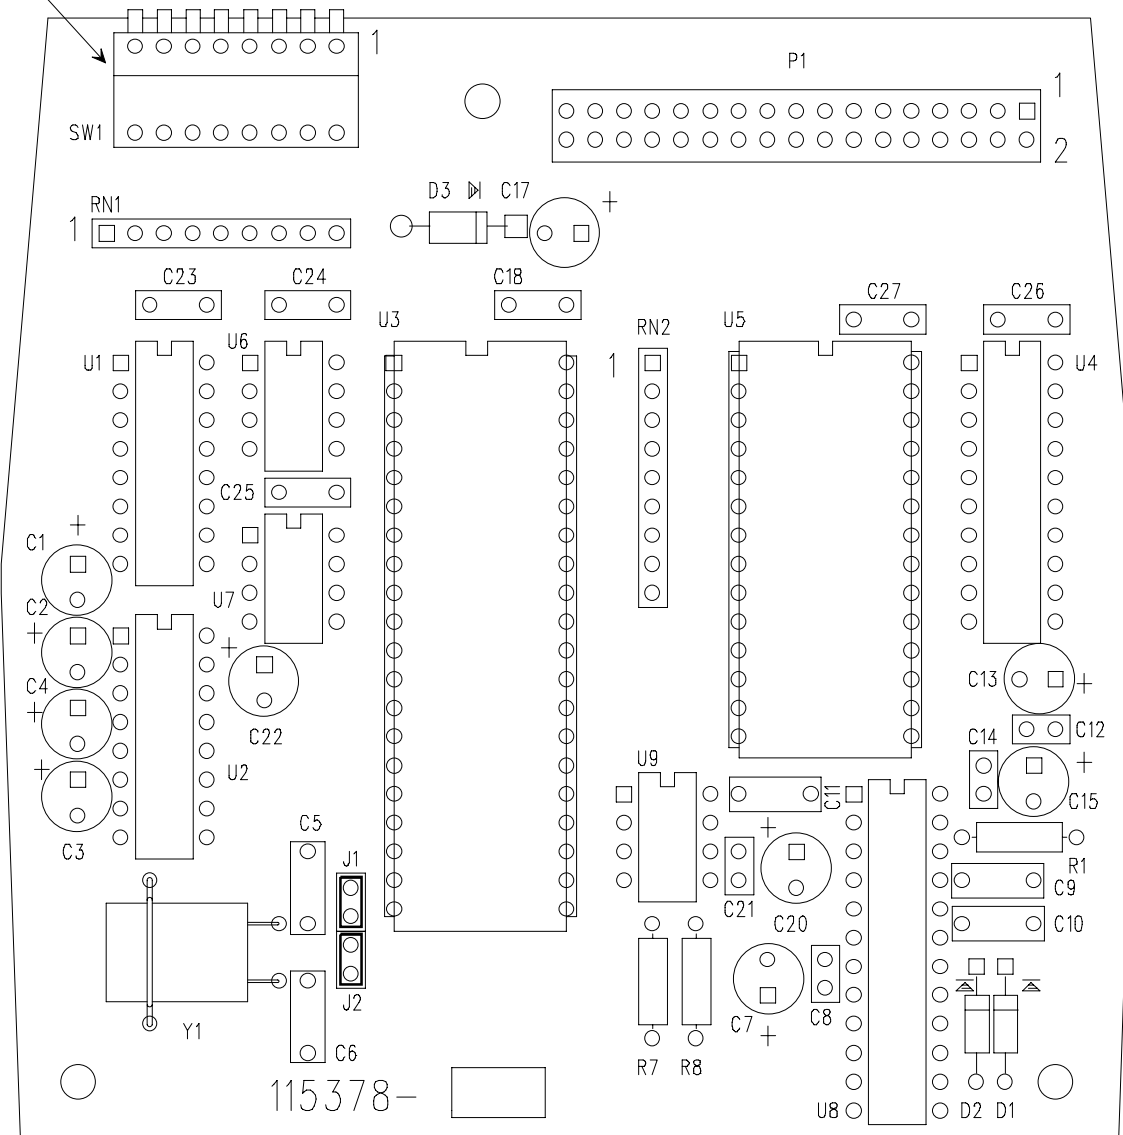 1
P1
1
SW1
2
D3 C17 +
RN1
1
C23 C24 C18 C27 C26
U3 RN2 U5
U1 U6 1 U4
C25
+
C1
C2 U7
+ +
C4 C13 +
+ C22 C12
C14
+ U2 U9 +
C11 C15
C3 C5 +
J1 R1
C21 C9
C20 C10
J2
Y1 C7 C8
+
C6 R7 R8
115378-
U8 D2 D1